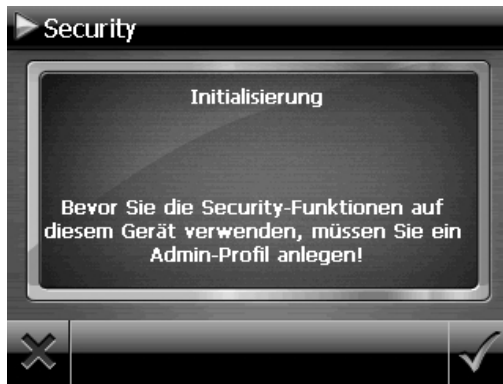 Security
Initialisierung
Bevor Sie die Security-Funktionen auf
diesem Gerät verwenden, müssen Sie ein
Admin-Profil anlegen!